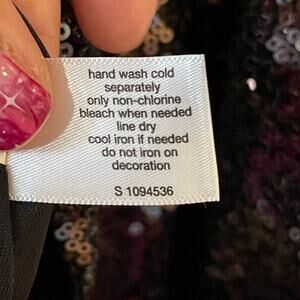 hand wash cold
separately
only non-chlorine
bleach when needed
line dry
cool iron if needed
do not iron on
decoration
S 1094536